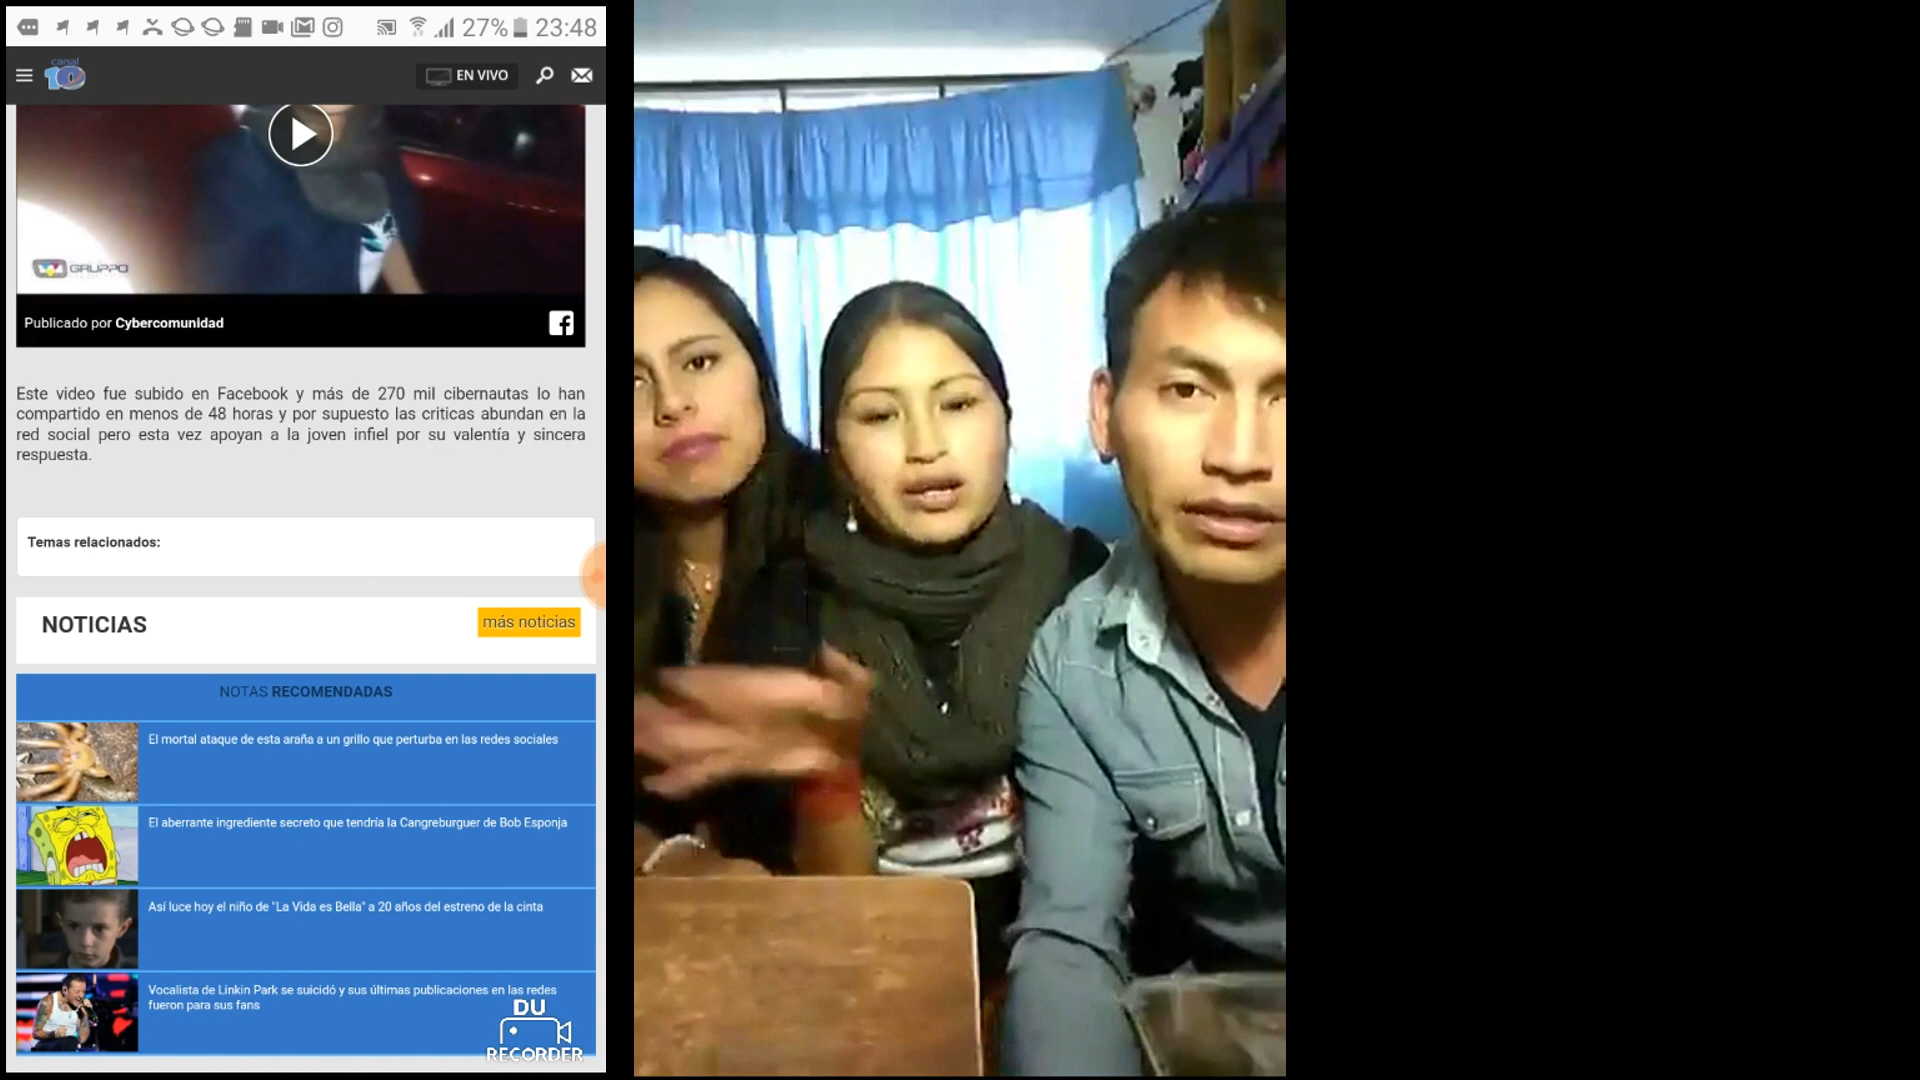 27% 23:48
canal
10
EN VIVO
GRUPPO
Publicado por Cybercomunidad
Este video fue subido en Facebook y más de 270 mil cibernautas lo han
compartido en menos de 48 horas y por supuesto las criticas abundan en la
red social pero esta vez apoyan a la joven infiel por su valentía y sincera
respuesta.
Temas relacionados:
NOTICIAS
más noticias
NOTAS RECOMENDADAS
El mortal ataque de esta araña a un grillo que perturba en las redes sociales
El aberrante ingrediente secreto que tendría la Cangreburguer de Bob Esponja
Así luce hoy el niño de "La Vida es Bella" a 20 años del estreno de la cinta
Vocalista de Linkin Park se suicidó y sus últimas publicaciones en las redes
fueron para sus fans
DU
RECORDER